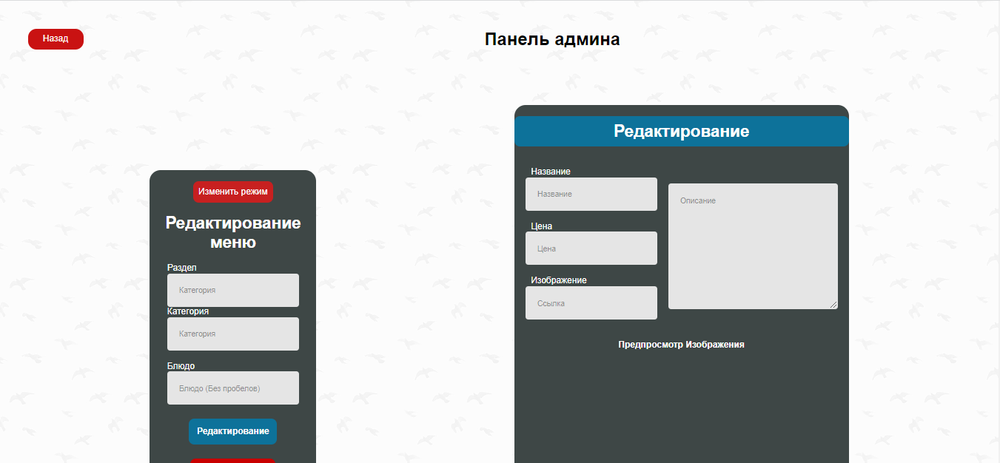 Назад
Панель админа
Изменить режим
Редактирование
меню
Раздел
Категория
Категория
Категория
Блюдо
Блюдо (Без пробелов)
Редактирование
Редактирование
Название
Название
Описание
Цена
Цена
Изображение
Ссылка
Предпросмотр Изображения